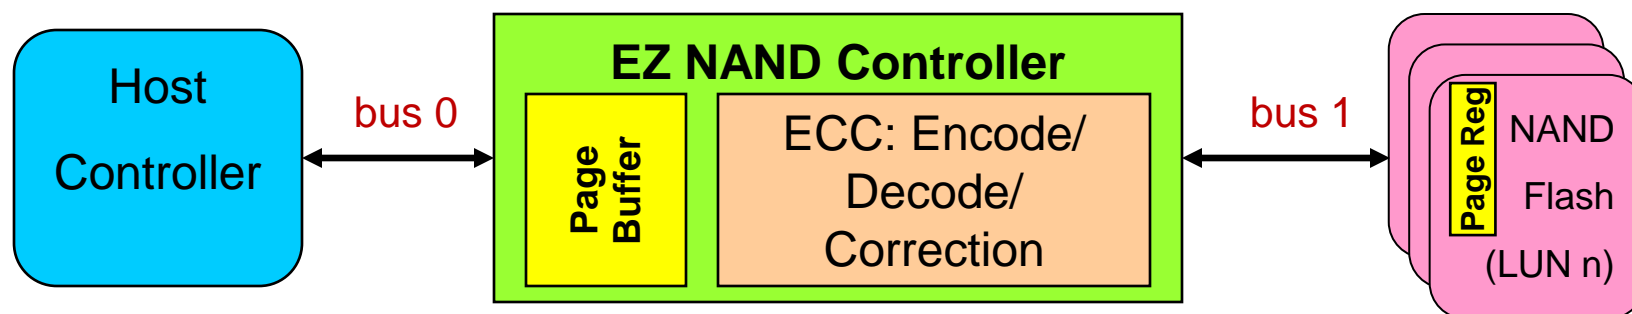 Host
Controller
bus 0
EZ NAND Controller
Page
Buffer
ECC: Encode/
Decode/
Correction
bus 1
Page Reg
NAND
Flash
(LUN n)